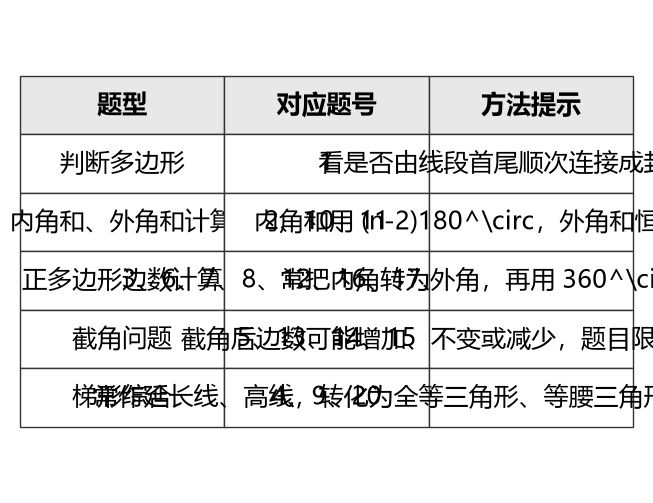 题型 对应题号 方法提示
判断多边形 1 看是否由线段首尾顺次连接成封
内角和、外角和计算 2、10、11 内角和用 (n-2)180^\circ，外角和恒
正多边形边数计算 3、6、7、8、12、16、17 常把内角转为外角，再用 360^\ci
截角问题 5、13、14、15 截角后边数可能增加、不变或减少，题目限
梯形综合 4、9、20 延长线、高线，转化为全等三角形、等腰三角形